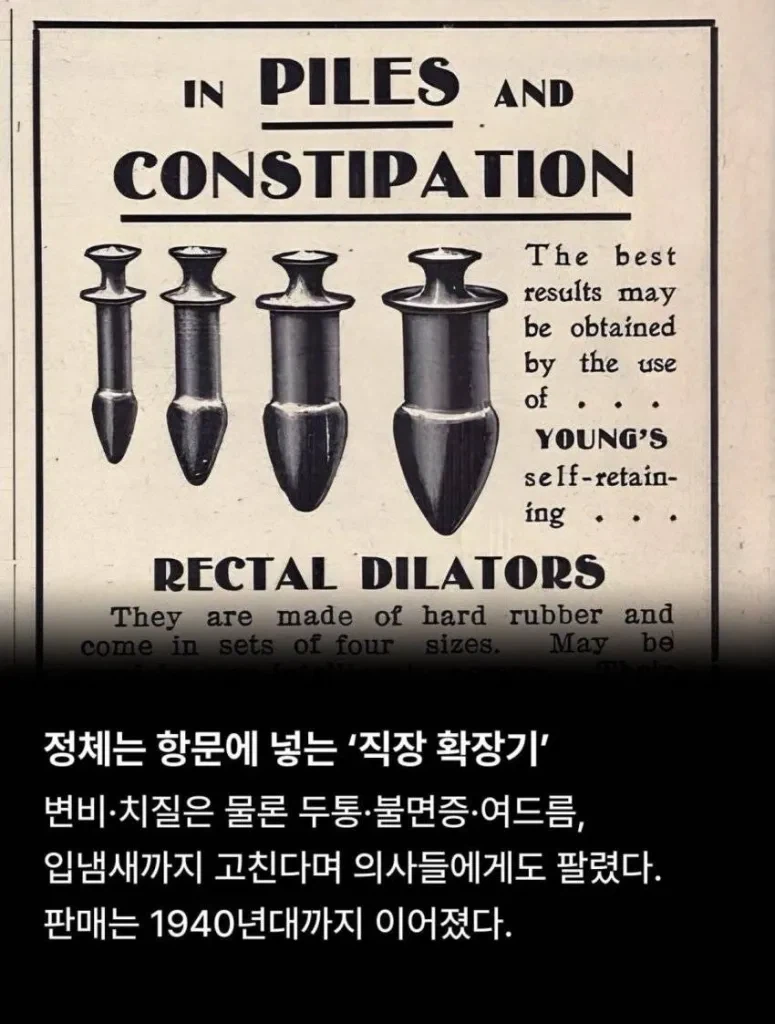 IN PILES AND
CONSTIPATION
The best
results may
be obtained
by the use
of . . .
YOUNG'S
self-retain-
ing . . .
RECTAL DILATORS
They are made of hard rubber and
come in sets of four sizes. May be
정체는 항문에 넣는 ‘직장 확장기’
변비·치질은 물론 두통·불면증·여드름,
입냄새까지 고친다며 의사들에게도 팔렸다.
판매는 1940년대까지 이어졌다.